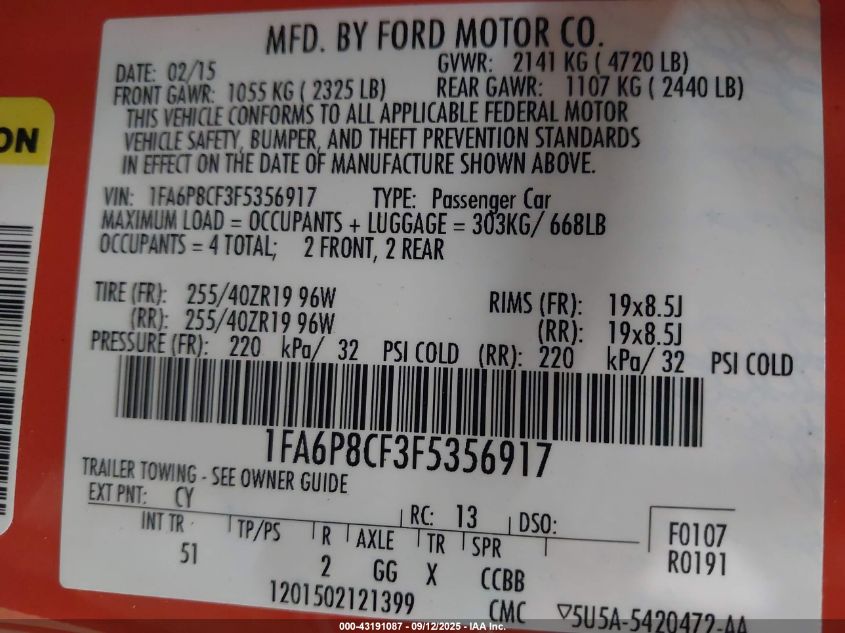 MFD. BY FORD MOTOR CO.
DATE: 02/15 GVWR: 2141 KG ( 4720 LB)
FRONT GAWR: 1055 KG ( 2325 LB) REAR GAWR: 1107 KG ( 2440 LB)
THIS VEHICLE CONFORMS TO ALL APPLICABLE FEDERAL MOTOR
VEHICLE SAFETY, BUMPER, AND THEFT PREVENTION STANDARDS
IN EFFECT ON THE DATE OF MANUFACTURE SHOWN ABOVE.
ON
VIN: 1FA6P8CF3F5356917 TYPE: Passenger Car
MAXIMUM LOAD = OCCUPANTS + LUGGAGE = 303KG/ 668LB
OCCUPANTS = 4 TOTAL; 2 FRONT, 2 REAR
TIRE (FR): 255/40ZR19 96W RIMS (FR): 19x8.5J
(RR): 255/40ZR19 96W (RR): 19x8.5J
PRESSURE (FR): 220 kPa/ 32 PSI COLD (RR): 220 kPa/ 32 PSI COLD
1FA6P8CF3F5356917
TRAILER TOWING - SEE OWNER GUIDE
EXT PNT: CY RC: 13 DSO: F0107
INT TR TP/PS R AXLE TR SPR R0191
51 2 GG X CCBB
1201502121399 CMC 5U5A-5420472-AA
000-43191087 - 09/12/2025 - IAA Inc.